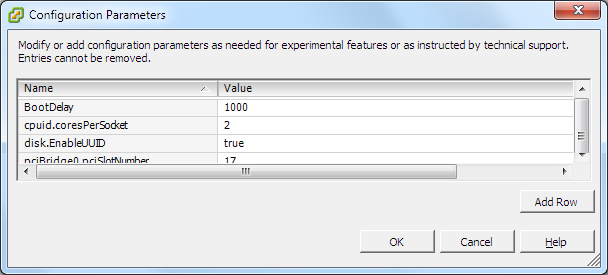 Configuration Parameters
Modify or add configuration parameters as needed for experimental features or as instructed by technical support.
Entries cannot be removed.
Name Value
BootDelay 1000
cpuid.coresPerSocket 2
disk.EnableUUID true
pciBridge0.pciSlotNumber 17
Add Row
OK Cancel Help